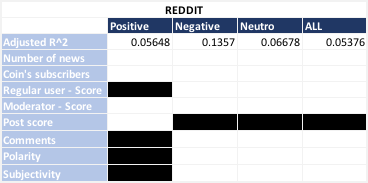 REDDIT
Positive Negative Neutro ALL
Adjusted R^2 0.05648 0.1357 0.06678 0.05376
Number of news
Coin's subscribers
Regular user - Score
Moderator - Score
Post score
Comments
Polarity
Subjectivity